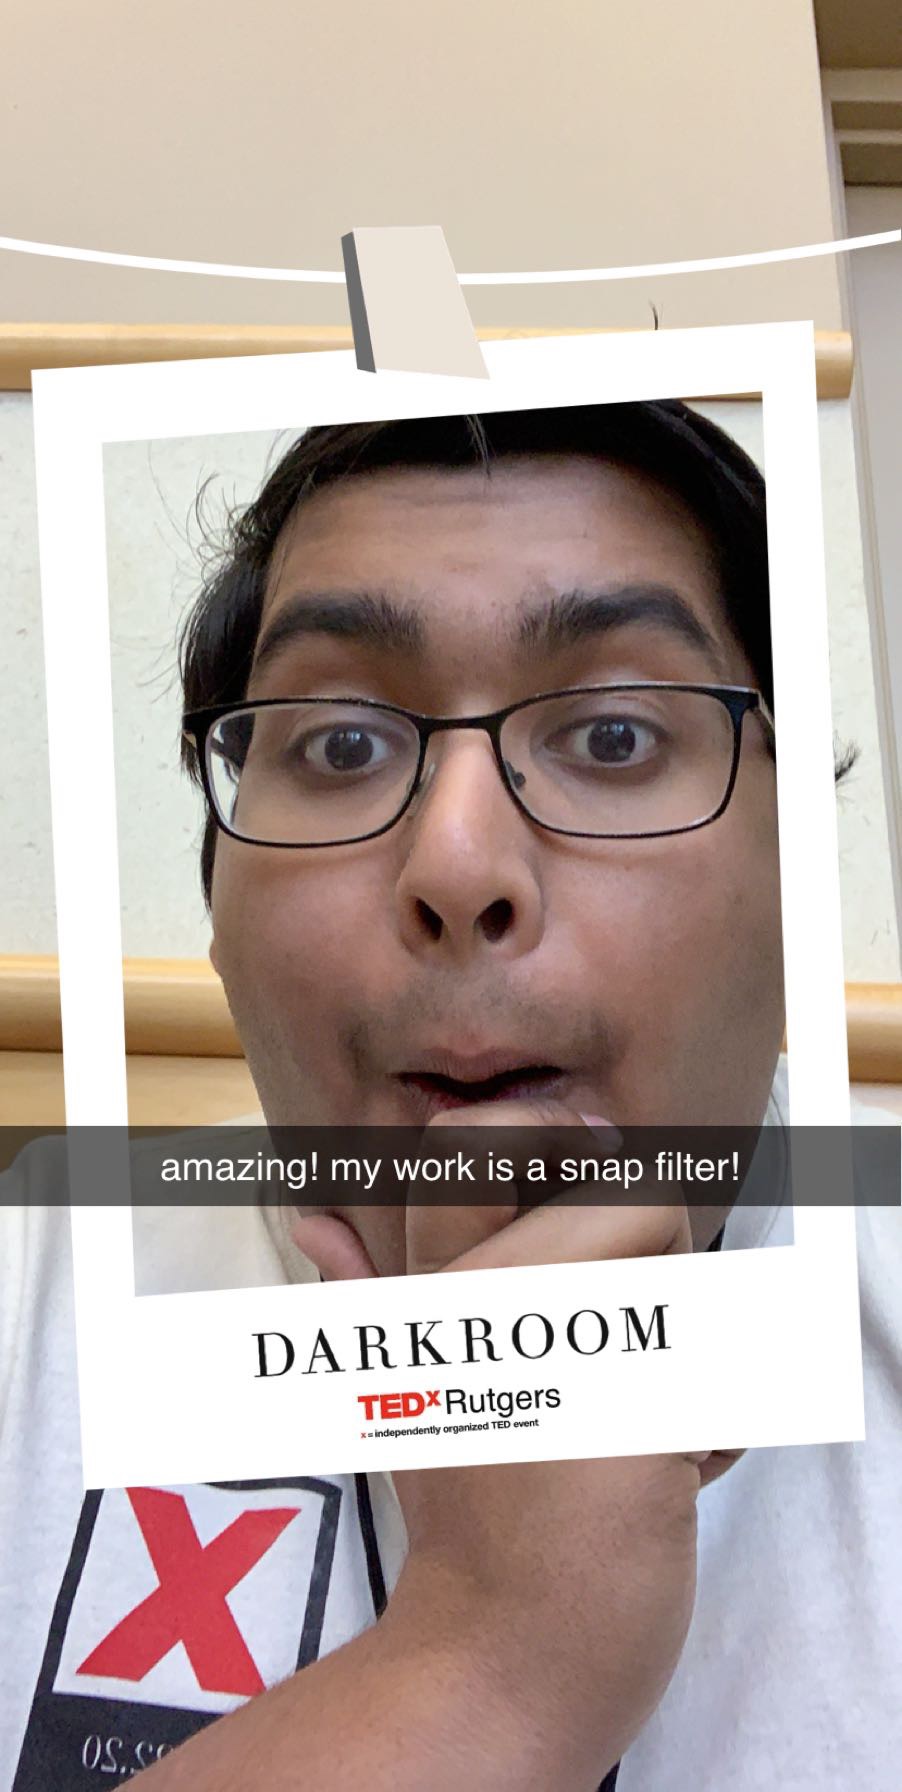 amazing! my work is a snap filter!
DARKROOM
TEDx Rutgers
x = independently organized TED event
X